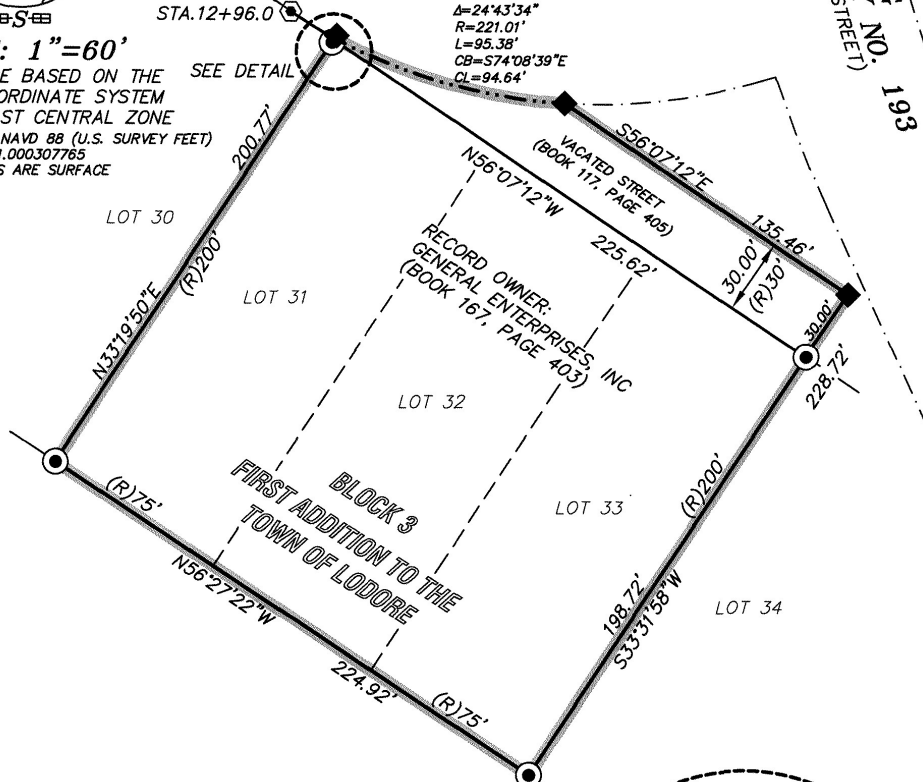 S
: 1"=60'
E BASED ON THE
ORDINATE SYSTEM
ST CENTRAL ZONE
NAVD 88 (U.S. SURVEY FEET)
1.000307765
S ARE SURFACE
STA.12+96.0
SEE DETAIL
Δ=24°43'34"
R=221.01'
L=95.38'
CB=S74°08'39"E
CL=94.64'
NO. 193
STREET)
200.77'
(R)200'
N33°19'50"E
LOT 30
LOT 31
N56°07'12"W
225.62'
VACATED STREET
(BOOK 117, PAGE 405)
S56°07'12"E
135.46'
30.00'
(R)30'
30.00'
228.72'
RECORD OWNER:
GENERAL ENTERPRISES, INC
(BOOK 167, PAGE 403)
LOT 32
LOT 33
(R)200'
198.72'
S33°31'58"W
LOT 34
BLOCK 3
FIRST ADDITION TO THE
TOWN OF LODORE
(R)75'
N56°27'22"W
224.92'
(R)75'